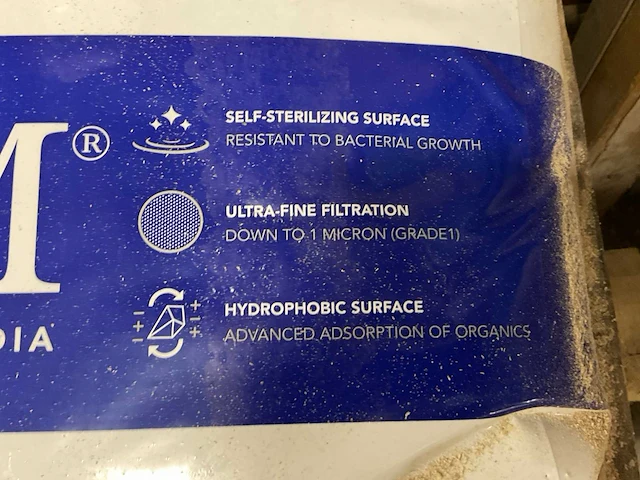 M®
DIA
SELF-STERILIZING SURFACE
RESISTANT TO BACTERIAL GROWTH
ULTRA-FINE FILTRATION
DOWN TO 1 MICRON (GRADE1)
HYDROPHOBIC SURFACE
ADVANCED ADSORPTION OF ORGANICS